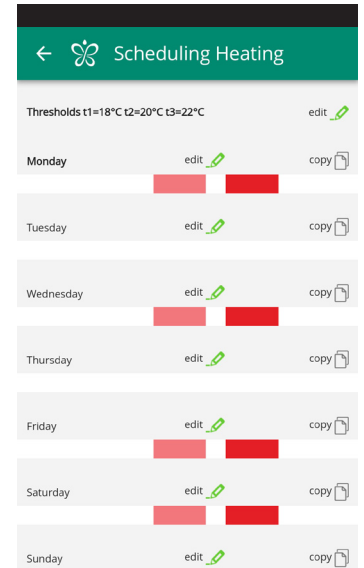 Scheduling Heating
Thresholds t1=18°C t2=20°C t3=22°C edit
Monday edit copy
Tuesday edit copy
Wednesday edit copy
Thursday edit copy
Friday edit copy
Saturday edit copy
Sunday edit copy